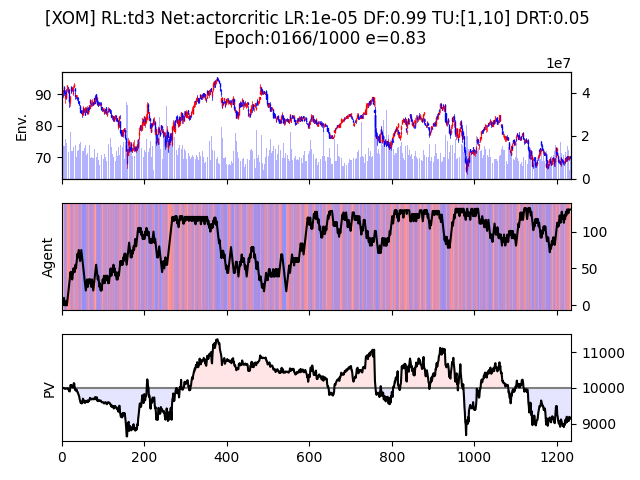 [XOM] RL:td3 Net:actorcritic LR:1e-05 DF:0.99 TU:[1,10] DRT:0.05
Epoch:0166/1000 e=0.83
1e7
Env.
90
80
70
4
2
0
Agent
100
50
0
PV
11000
10000
9000
0 200 400 600 800 1000 1200